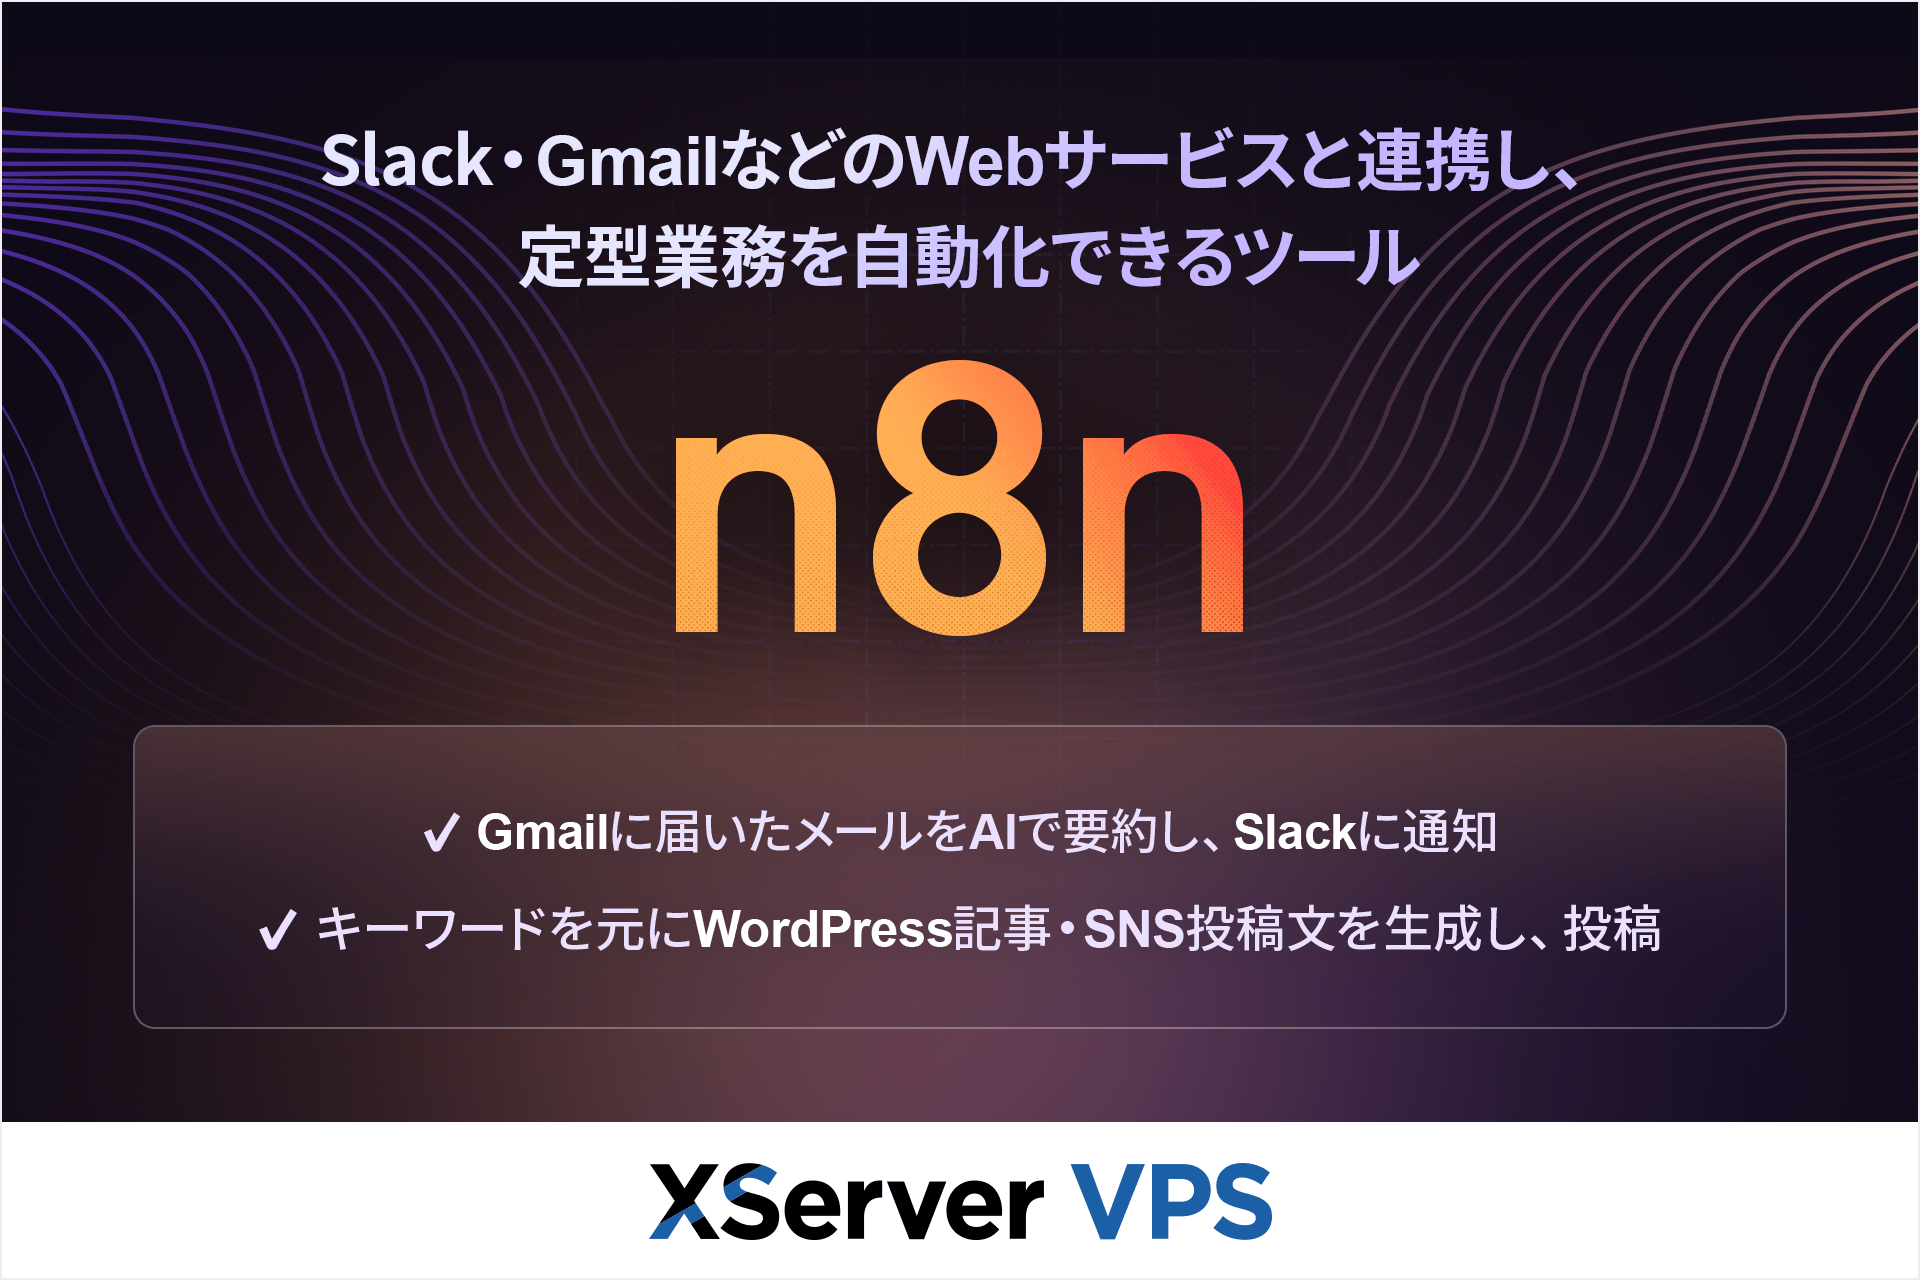 Slack・GmailなどのWebサービスと連携し、
定型業務を自動化できるツール
n8n
✓ Gmailに届いたメールをAIで要約し、Slackに通知
✓ キーワードを元にWordPress記事・SNS投稿文を生成し、投稿
XServer VPS